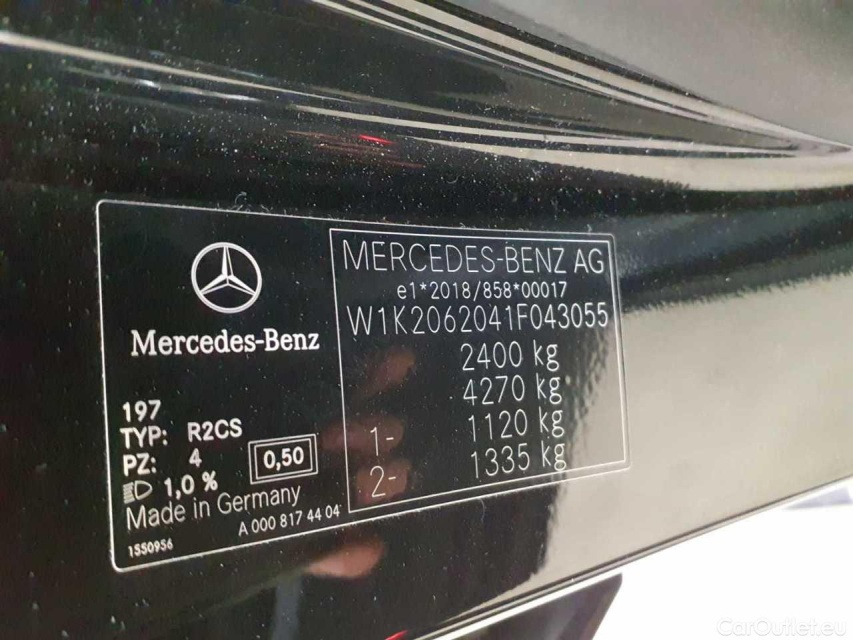 Mercedes-Benz
197
TYP: R2CS
PZ: 4
0,50
1,0 %
Made in Germany
1550956
A 000 817 44 04
MERCEDES-BENZ AG
e1*2018/858*00017
W1K2062041F043055
2400 kg
4270 kg
1- 1120 kg
2- 1335 kg
CarOutlet.eu